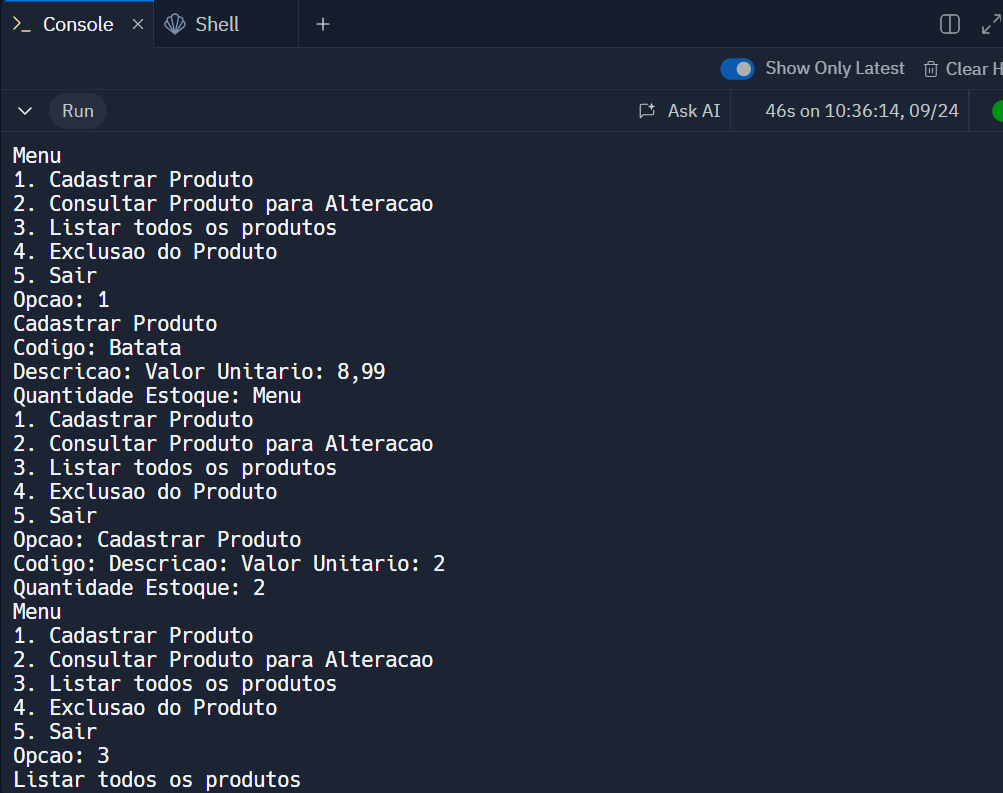 Console
Shell
Show Only Latest
Clear H
Run
Ask AI
46s on 10:36:14, 09/24
Menu
1. Cadastrar Produto
2. Consultar Produto para Alteracao
3. Listar todos os produtos
4. Exclusao do Produto
5. Sair
Opcao: 1
Cadastrar Produto
Codigo: Batata
Descricao: Valor Unitario: 8,99
Quantidade Estoque: Menu
1. Cadastrar Produto
2. Consultar Produto para Alteracao
3. Listar todos os produtos
4. Exclusao do Produto
5. Sair
Opcao: Cadastrar Produto
Codigo: Descricao: Valor Unitario: 2
Quantidade Estoque: 2
Menu
1. Cadastrar Produto
2. Consultar Produto para Alteracao
3. Listar todos os produtos
4. Exclusao do Produto
5. Sair
Opcao: 3
Listar todos os produtos